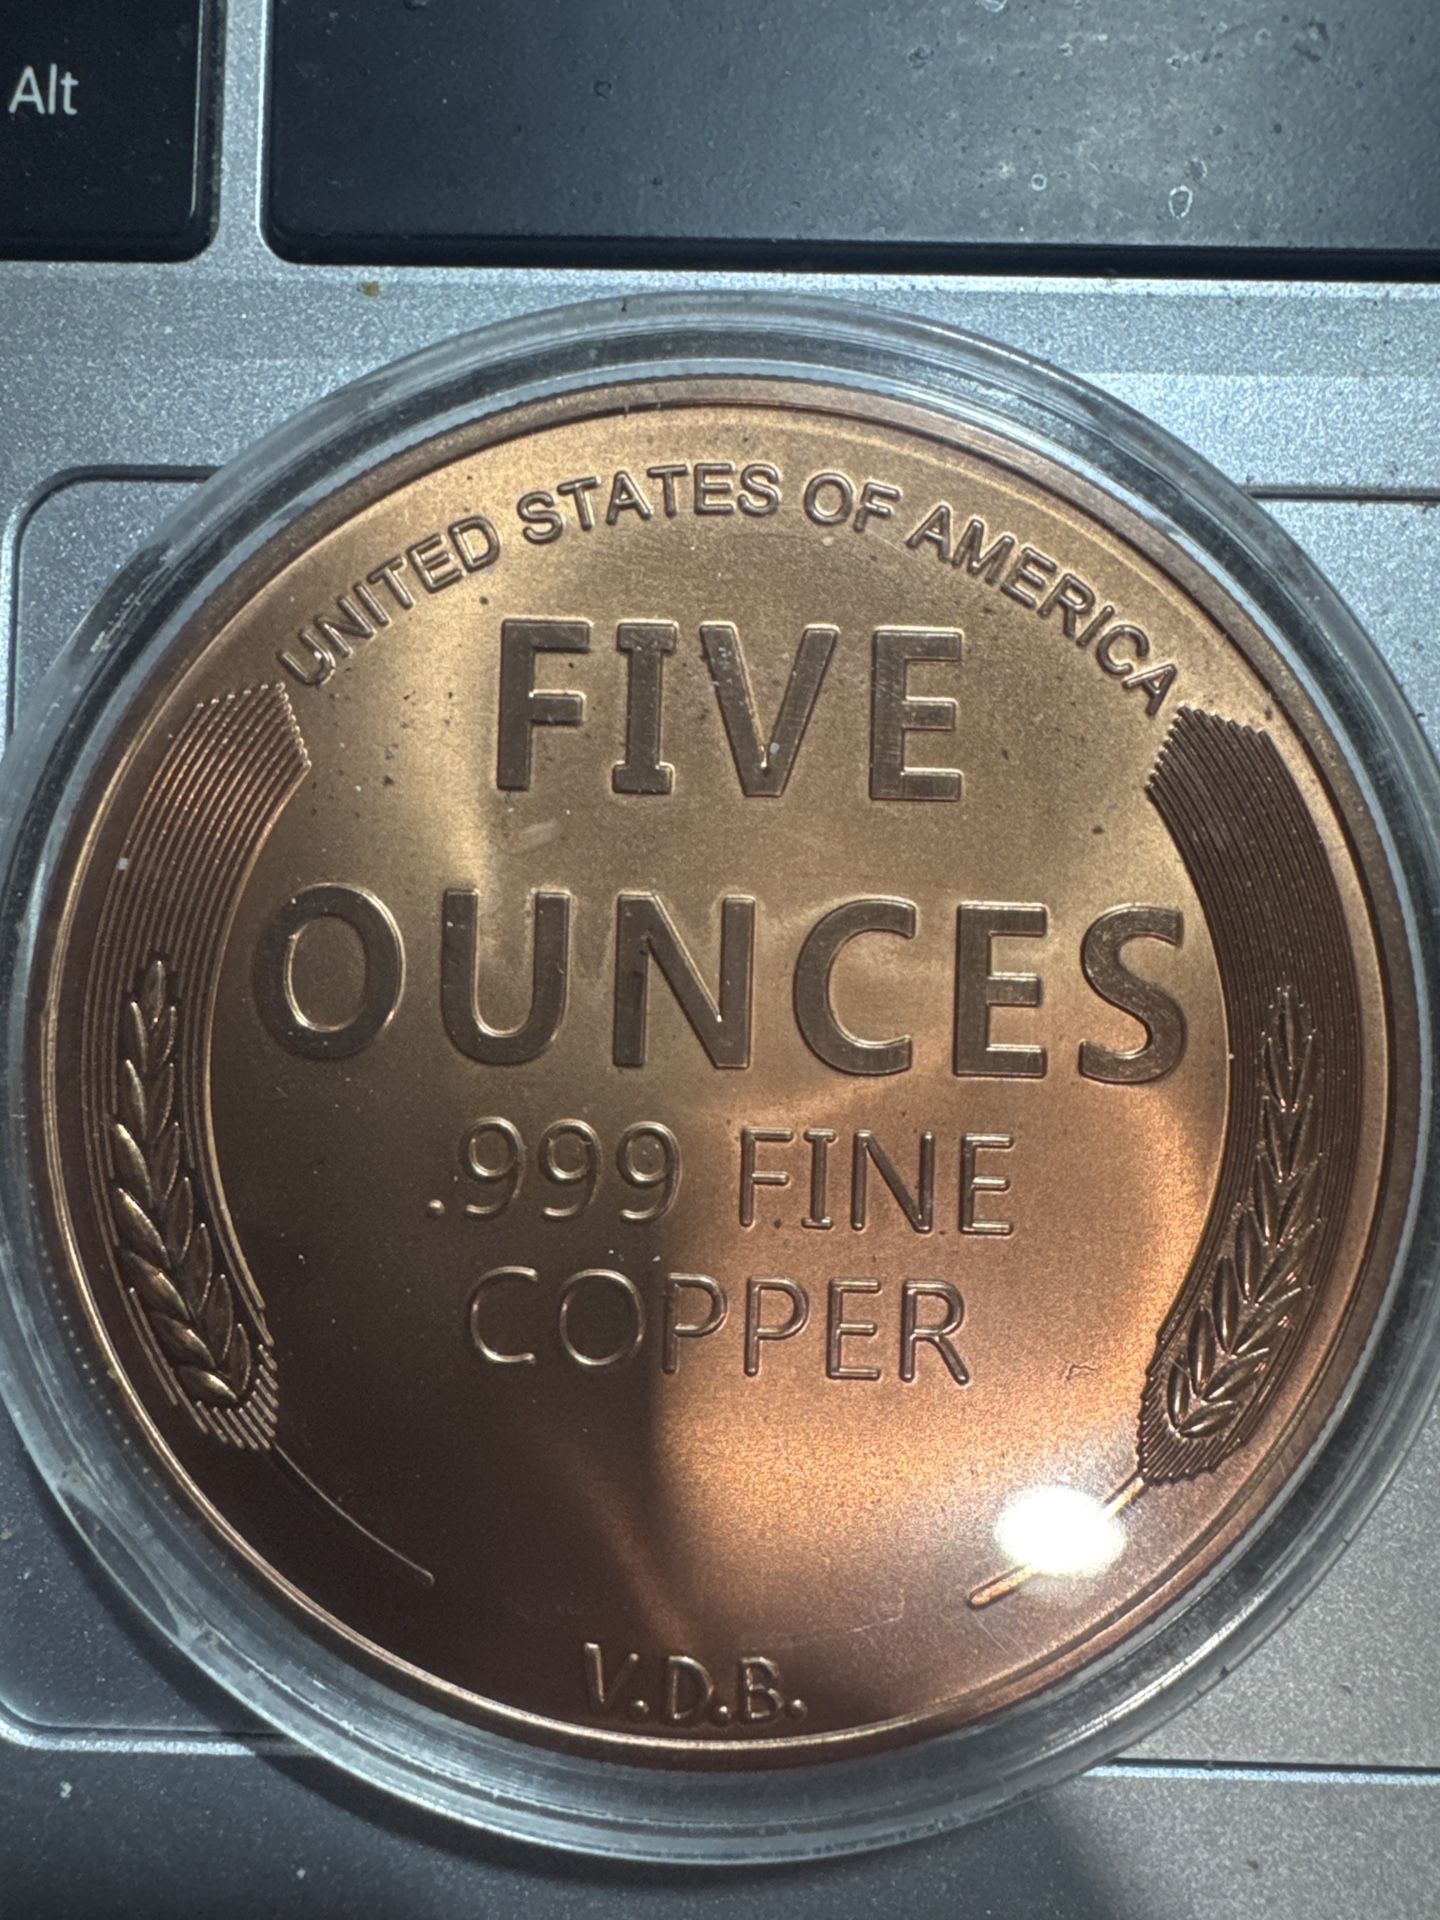 Alt
UNITED STATES OF AMERICA
FIVE
OUNCES
.999 FINE
COPPER
V.D.B.